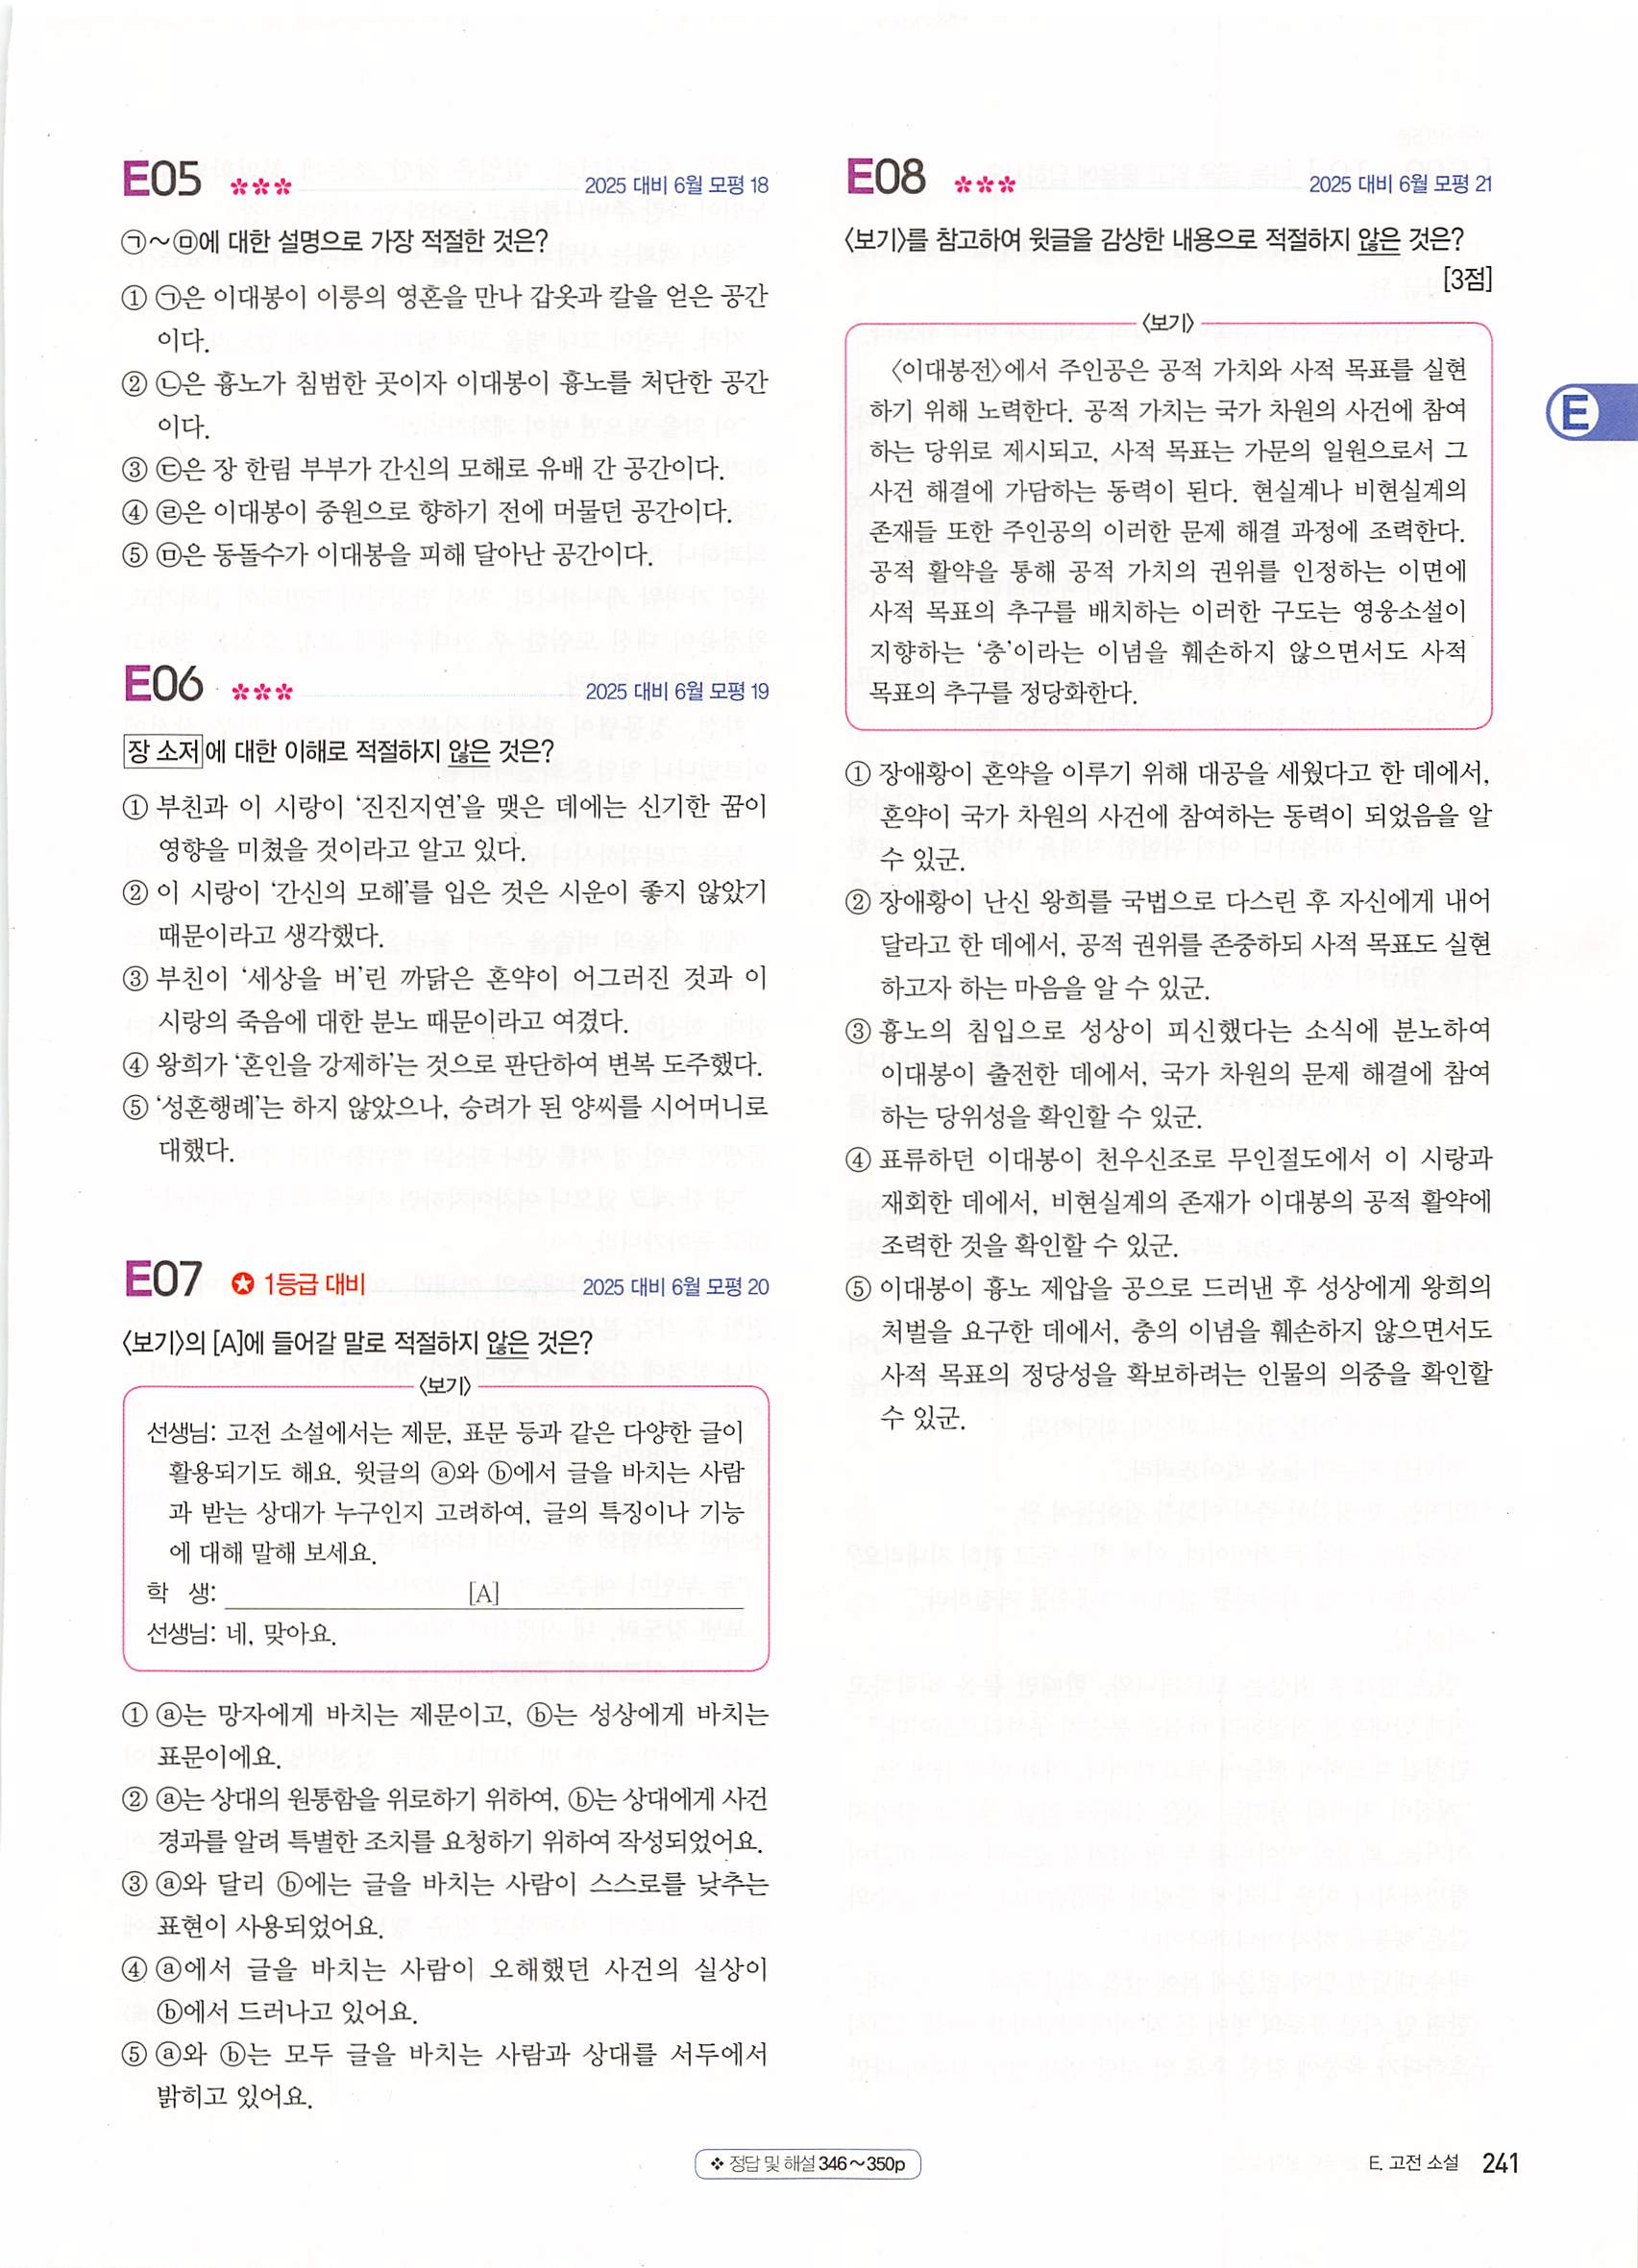 E05 ✽✽✽ 2025 대비 6월 모평 18
㉠~㉤에 대한 설명으로 가장 적절한 것은?
① ㉠은 이대봉이 이릉의 영혼을 만나 갑옷과 칼을 얻은 공간
이다.
② ㉡은 흉노가 침범한 곳이자 이대봉이 흉노를 처단한 공간
이다.
③ ㉢은 장 한림 부부가 간신의 모해로 유배 간 공간이다.
④ ㉣은 이대봉이 중원으로 향하기 전에 머물던 공간이다.
⑤ ㉤은 동돌수가 이대봉을 피해 달아난 공간이다.
E06 ✽✽✽ 2025 대비 6월 모평 19
장 소저에 대한 이해로 적절하지 않은 것은?
① 부친과 이 시랑이 ‘진진지연’을 맺은 데에는 신기한 꿈이
영향을 미쳤을 것이라고 알고 있다.
② 이 시랑이 ‘간신의 모해’를 입은 것은 시운이 좋지 않았기
때문이라고 생각했다.
③ 부친이 ‘세상을 버’린 까닭은 혼약이 어그러진 것과 이
시랑의 죽음에 대한 분노 때문이라고 여겼다.
④ 왕희가 ‘혼인을 강제하’는 것으로 판단하여 변복 도주했다.
⑤ ‘성혼행례’는 하지 않았으나, 승려가 된 양씨를 시어머니로
대했다.
E07 ✪ 1등급 대비 2025 대비 6월 모평 20
〈보기〉의 [A]에 들어갈 말로 적절하지 않은 것은?
〈보기〉
선생님: 고전 소설에서는 제문, 표문 등과 같은 다양한 글이
활용되기도 해요. 윗글의 ⓐ와 ⓑ에서 글을 바치는 사람
과 받는 상대가 누구인지 고려하여, 글의 특징이나 기능
에 대해 말해 보세요.
학 생: [A]
선생님: 네, 맞아요.
① ⓐ는 망자에게 바치는 제문이고, ⓑ는 성상에게 바치는
표문이에요.
② ⓐ는 상대의 원통함을 위로하기 위하여, ⓑ는 상대에게 사건
경과를 알려 특별한 조치를 요청하기 위하여 작성되었어요.
③ ⓐ와 달리 ⓑ에는 글을 바치는 사람이 스스로를 낮추는
표현이 사용되었어요.
④ ⓐ에서 글을 바치는 사람이 오해했던 사건의 실상이
ⓑ에서 드러나고 있어요.
⑤ ⓐ와 ⓑ는 모두 글을 바치는 사람과 상대를 서두에서
밝히고 있어요.
E08 ✽✽✽ 2025 대비 6월 모평 21
〈보기〉를 참고하여 윗글을 감상한 내용으로 적절하지 않은 것은?
[3점]
〈보기〉
〈이대봉전〉에서 주인공은 공적 가치와 사적 목표를 실현
하기 위해 노력한다. 공적 가치는 국가 차원의 사건에 참여
하는 당위로 제시되고, 사적 목표는 가문의 일원으로서 그
사건 해결에 가담하는 동력이 된다. 현실계나 비현실계의
존재들 또한 주인공의 이러한 문제 해결 과정에 조력한다.
공적 활약을 통해 공적 가치의 권위를 인정하는 이면에
사적 목표의 추구를 배치하는 이러한 구도는 영웅소설이
지향하는 ‘충’이라는 이념을 훼손하지 않으면서도 사적
목표의 추구를 정당화한다.
① 장애황이 혼약을 이루기 위해 대공을 세웠다고 한 데에서,
혼약이 국가 차원의 사건에 참여하는 동력이 되었음을 알
수 있군.
② 장애황이 난신 왕희를 국법으로 다스린 후 자신에게 내어
달라고 한 데에서, 공적 권위를 존중하되 사적 목표도 실현
하고자 하는 마음을 알 수 있군.
③ 흉노의 침입으로 성상이 피신했다는 소식에 분노하여
이대봉이 출전한 데에서, 국가 차원의 문제 해결에 참여
하는 당위성을 확인할 수 있군.
④ 표류하던 이대봉이 천우신조로 무인절도에서 이 시랑과
재회한 데에서, 비현실계의 존재가 이대봉의 공적 활약에
조력한 것을 확인할 수 있군.
⑤ 이대봉이 흉노 제압을 공으로 드러낸 후 성상에게 왕희의
처벌을 요구한 데에서, 충의 이념을 훼손하지 않으면서도
사적 목표의 정당성을 확보하려는 인물의 의중을 확인할
수 있군.
E
❖ 정답 및 해설 346~350p
E. 고전 소설 241